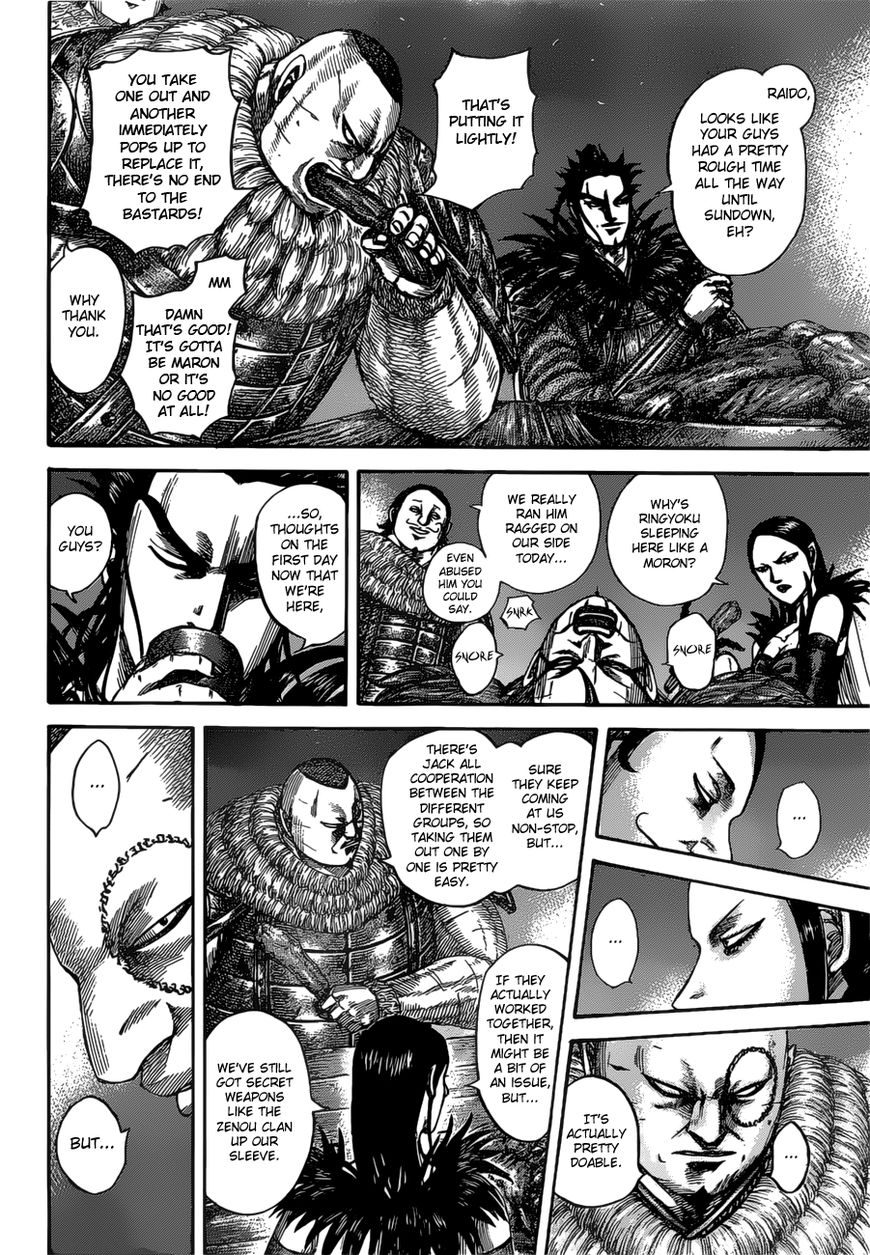 RAIDO,
LOOKS LIKE
YOUR GUYS
HAD A PRETTY
ROUGH TIME
ALL THE WAY
UNTIL
SUNDOWN,
EH?
THAT'S
PUTTING IT
LIGHTLY!
YOU TAKE
ONE OUT AND
ANOTHER
IMMEDIATELY
POPS UP TO
REPLACE IT,
THERE'S NO END
TO THE
BASTARDS!
MM
DAMN
THAT'S GOOD!
IT'S GOTTA
BE MARON
OR IT'S
NO GOOD
AT ALL!
WHY
THANK
YOU.
WHY'S
RINGYOKU
SLEEPING
HERE LIKE A
MORON?
SNORE
WE REALLY
RAN HIM
RAGGED ON
OUR SIDE
TODAY...
SNRK
EVEN
ABUSED
HIM YOU
COULD
SAY.
SNORE
...SO,
THOUGHTS
ON THE
FIRST DAY
NOW THAT
WE'RE
HERE,
YOU
GUYS?
...
...
...
IT'S
ACTUALLY
PRETTY
DOABLE.
SURE
THEY KEEP
COMING
AT US
NON-STOP,
BUT...
THERE'S
JACK ALL
COOPERATION
BETWEEN THE
DIFFERENT
GROUPS, SO
TAKING THEM
OUT ONE BY
ONE IS PRETTY
EASY.
IF THEY
ACTUALLY
WORKED
TOGETHER,
THEN IT
MIGHT BE
A BIT OF
AN ISSUE,
BUT...
WE'VE STILL
GOT SECRET
WEAPONS
LIKE THE
ZENOU CLAN
UP OUR
SLEEVE.
...
BUT...